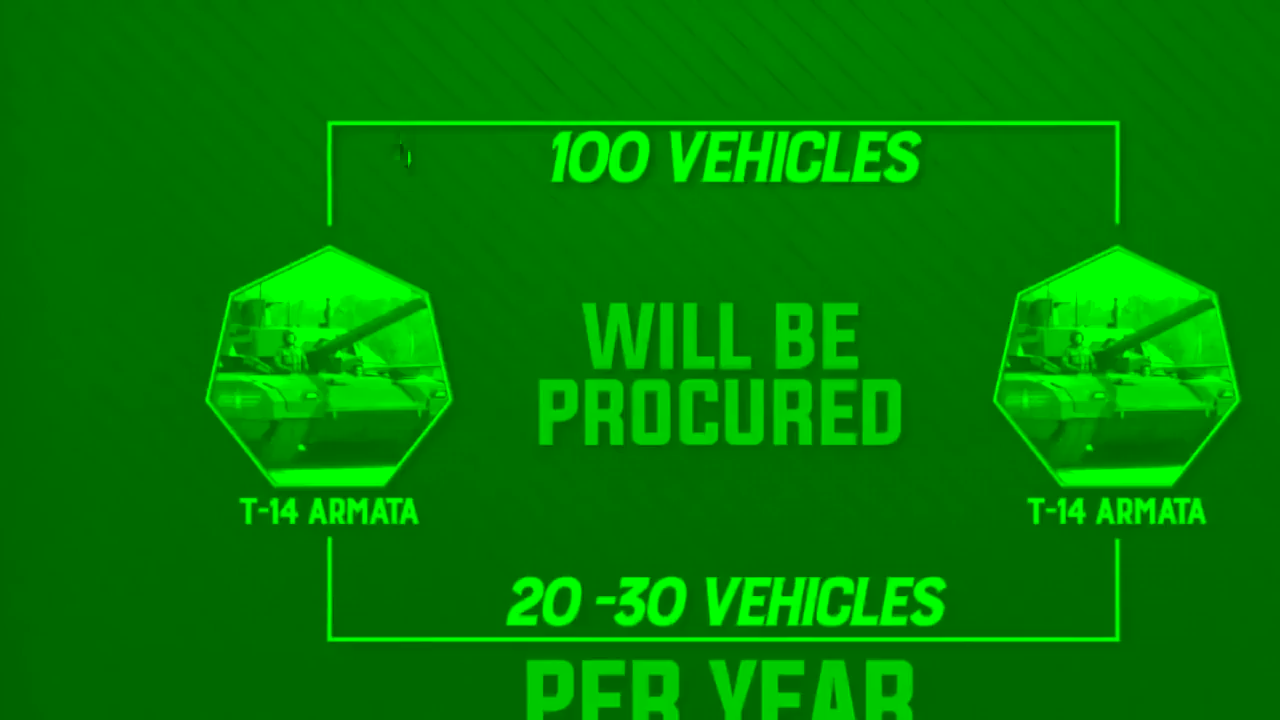 100 VEHICLES
WILL BE
PROCURED
T-14 ARMATA
T-14 ARMATA
20 -30 VEHICLES
PER YEAR